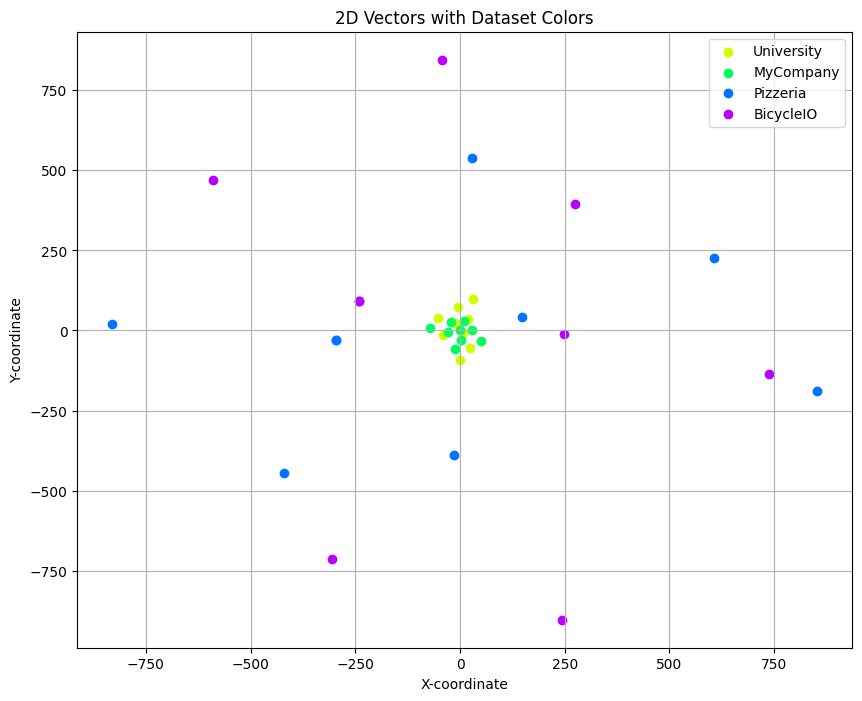 2D Vectors with Dataset Colors
University
MyCompany
Pizzeria
BicycleIO
750
500
250
0
−250
−500
−750
Y-coordinate
−750
−500
−250
0
250
500
750
X-coordinate